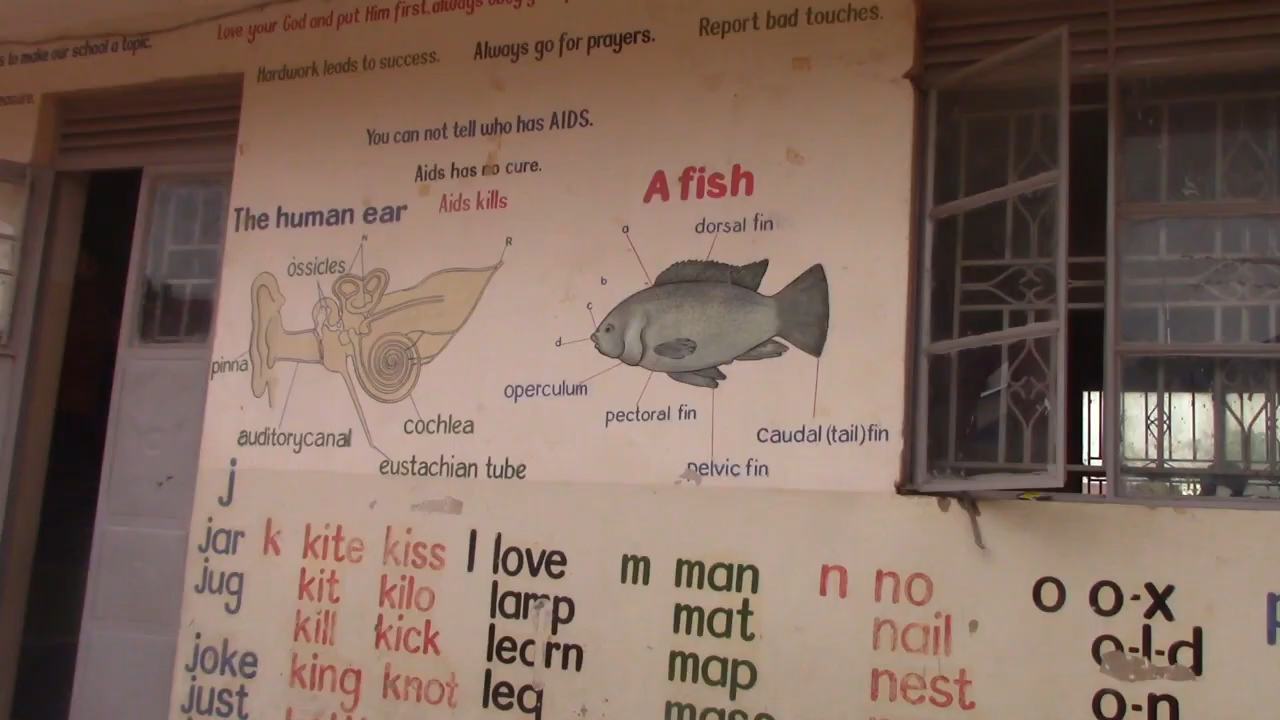 Love your God and put Him first. always obey
s to make our school a topic.
Hardwork leads to success.
Always go for prayers.
Report bad touches.
easure.
You can not tell who has AIDS.
Aids has no cure.
Aids kills
The human ear
N
R
ossicles
pinna
auditorycanal
cochlea
eustachian tube
A fish
a
dorsal fin
b
c
d
operculum
pectoral fin
pelvic fin
Caudal (tail) fin
j
jar
jug
joke
just
k kite kiss
kit kilo
kill kick
king knot
l love
lamp
learn
leg
m man
mat
map
n no
nail
nest
o o-x
o-l-d
o-n